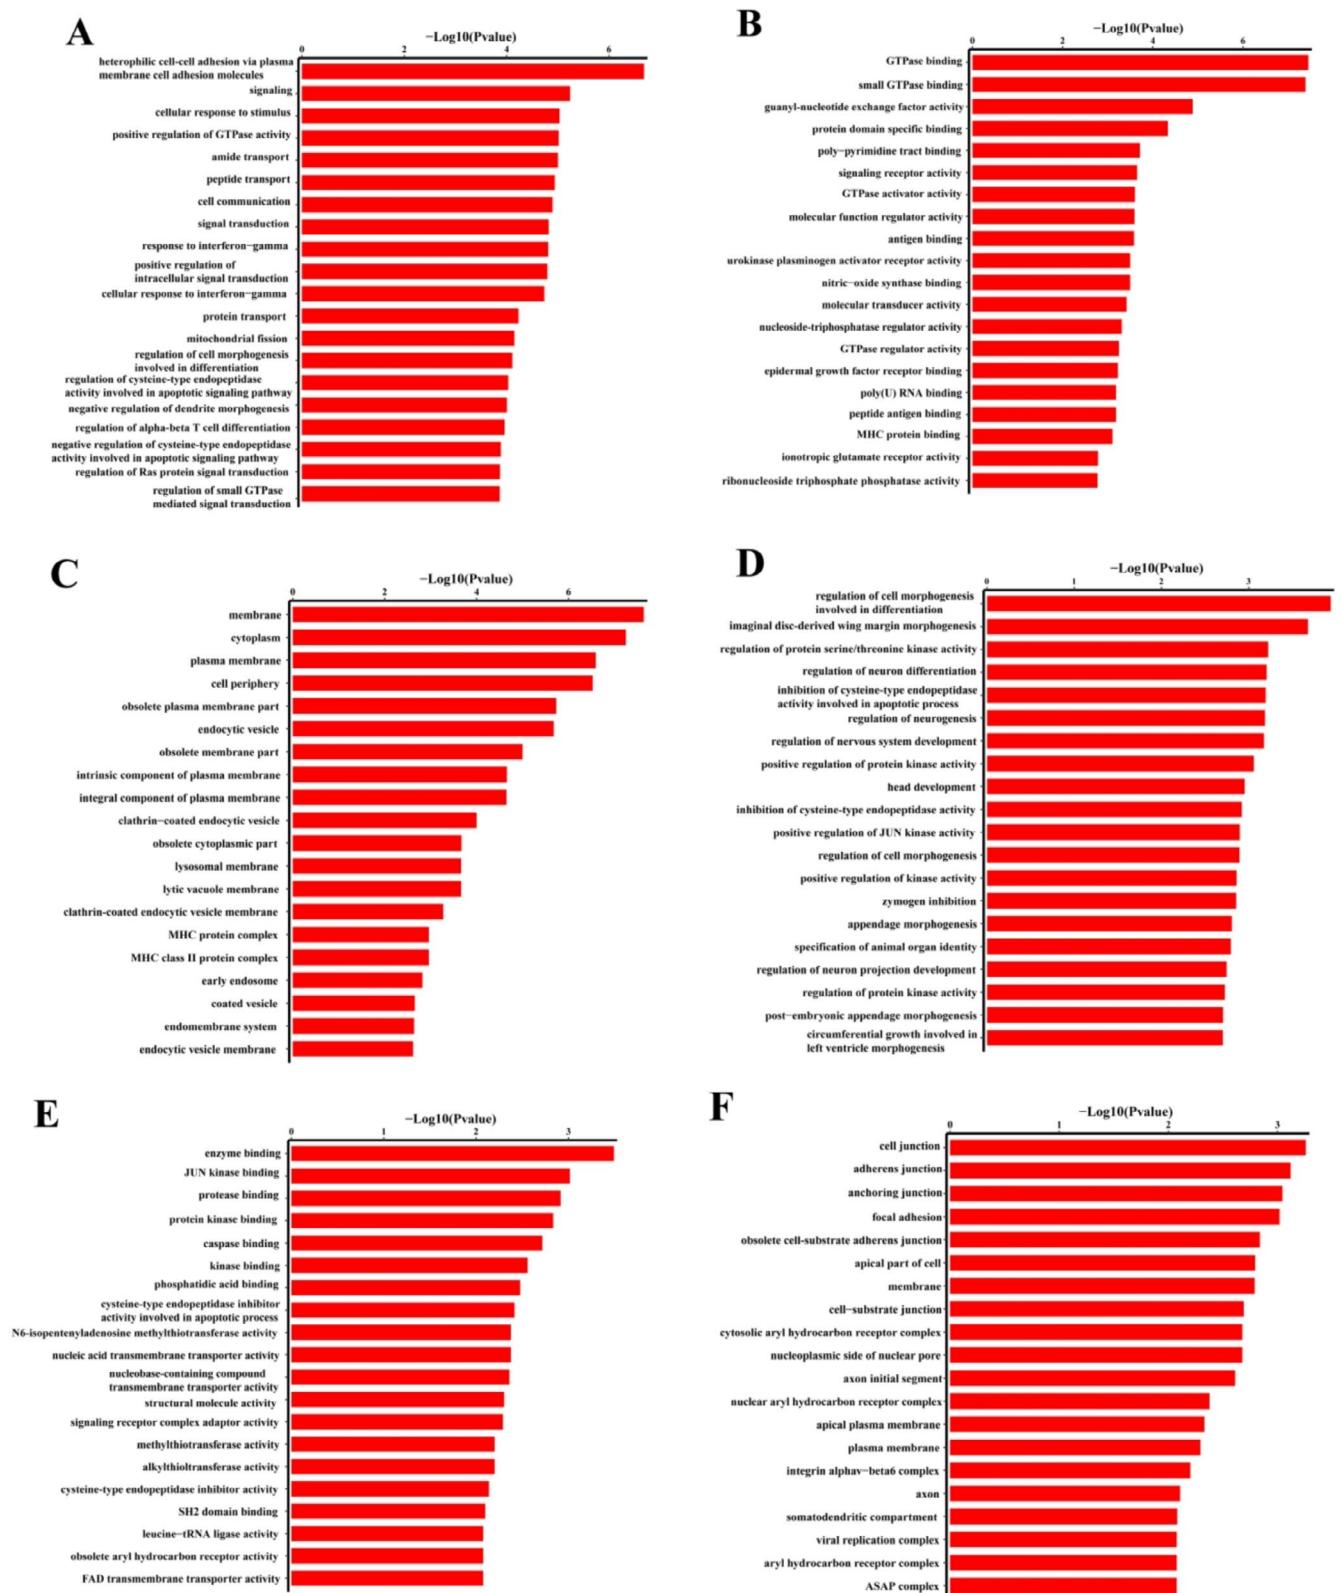 A
−Log10(Pvalue)
0 2 4 6
heterophilic cell-cell adhesion via plasma
membrane cell adhesion molecules
signaling
cellular response to stimulus
positive regulation of GTPase activity
amide transport
peptide transport
cell communication
signal transduction
response to interferon−gamma
positive regulation of
intracellular signal transduction
cellular response to interferon−gamma
protein transport
mitochondrial fission
regulation of cell morphogenesis
involved in differentiation
regulation of cysteine-type endopeptidase
activity involved in apoptotic signaling pathway
negative regulation of dendrite morphogenesis
regulation of alpha-beta T cell differentiation
negative regulation of cysteine-type endopeptidase
activity involved in apoptotic signaling pathway
regulation of Ras protein signal transduction
regulation of small GTPase
mediated signal transduction
B
−Log10(Pvalue)
0 2 4 6
GTPase binding
small GTPase binding
guanyl-nucleotide exchange factor activity
protein domain specific binding
poly−pyrimidine tract binding
signaling receptor activity
GTPase activator activity
molecular function regulator activity
antigen binding
urokinase plasminogen activator receptor activity
nitric−oxide synthase binding
molecular transducer activity
nucleoside-triphosphatase regulator activity
GTPase regulator activity
epidermal growth factor receptor binding
poly(U) RNA binding
peptide antigen binding
MHC protein binding
ionotropic glutamate receptor activity
ribonucleoside triphosphate phosphatase activity
C
−Log10(Pvalue)
0 2 4 6
membrane
cytoplasm
plasma membrane
cell periphery
obsolete plasma membrane part
endocytic vesicle
obsolete membrane part
intrinsic component of plasma membrane
integral component of plasma membrane
clathrin−coated endocytic vesicle
obsolete cytoplasmic part
lysosomal membrane
lytic vacuole membrane
clathrin-coated endocytic vesicle membrane
MHC protein complex
MHC class II protein complex
early endosome
coated vesicle
endomembrane system
endocytic vesicle membrane
D
−Log10(Pvalue)
0 1 2 3
regulation of cell morphogenesis
involved in differentiation
imaginal disc-derived wing margin morphogenesis
regulation of protein serine/threonine kinase activity
regulation of neuron differentiation
inhibition of cysteine-type endopeptidase
activity involved in apoptotic process
regulation of neurogenesis
regulation of nervous system development
positive regulation of protein kinase activity
head development
inhibition of cysteine-type endopeptidase activity
positive regulation of JUN kinase activity
regulation of cell morphogenesis
positive regulation of kinase activity
zymogen inhibition
appendage morphogenesis
specification of animal organ identity
regulation of neuron projection development
regulation of protein kinase activity
post−embryonic appendage morphogenesis
circumferential growth involved in
left ventricle morphogenesis
E
−Log10(Pvalue)
0 1 2 3
enzyme binding
JUN kinase binding
protease binding
protein kinase binding
caspase binding
kinase binding
phosphatidic acid binding
cysteine-type endopeptidase inhibitor
activity involved in apoptotic process
N6-isopentenyladenosine methylthiotransferase activity
nucleic acid transmembrane transporter activity
nucleobase-containing compound
transmembrane transporter activity
structural molecule activity
signaling receptor complex adaptor activity
methylthiotransferase activity
alkylthioltransferase activity
cysteine-type endopeptidase inhibitor activity
SH2 domain binding
leucine−tRNA ligase activity
obsolete aryl hydrocarbon receptor activity
FAD transmembrane transporter activity
F
−Log10(Pvalue)
0 1 2 3
cell junction
adherens junction
anchoring junction
focal adhesion
obsolete cell-substrate adherens junction
apical part of cell
membrane
cell−substrate junction
cytosolic aryl hydrocarbon receptor complex
nucleoplasmic side of nuclear pore
axon initial segment
nuclear aryl hydrocarbon receptor complex
apical plasma membrane
plasma membrane
integrin alphav−beta6 complex
axon
somatodendritic compartment
viral replication complex
aryl hydrocarbon receptor complex
ASAP complex